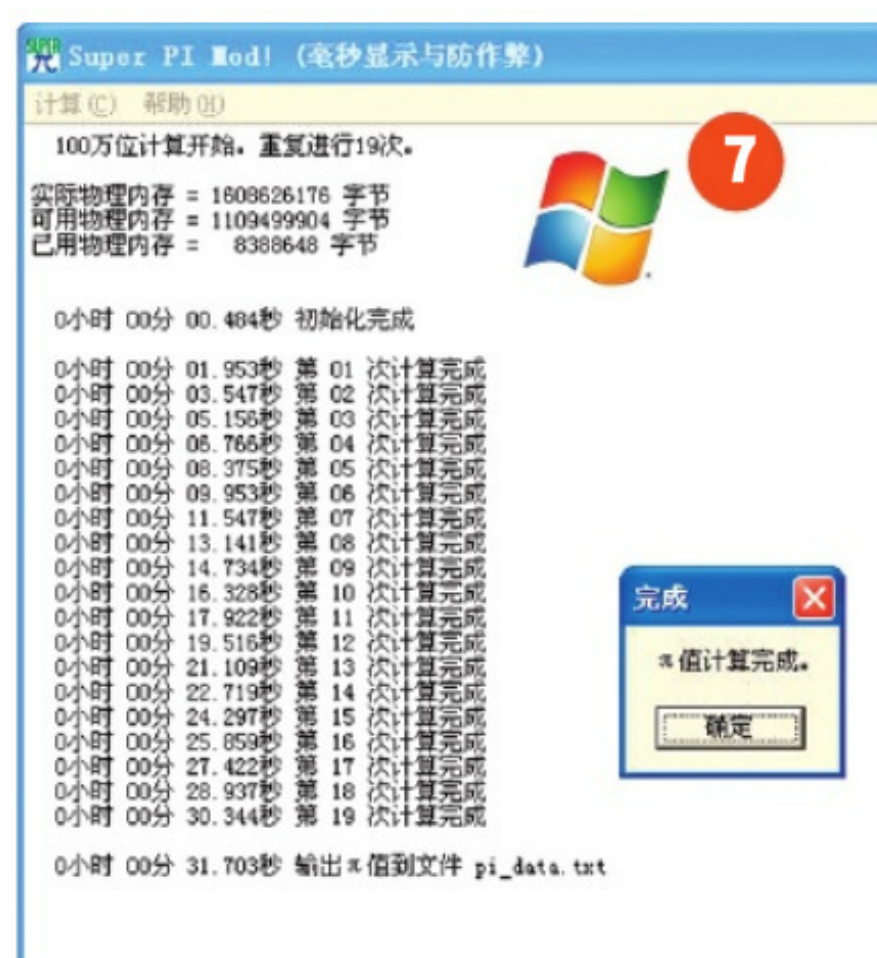 Super PI Mod! (毫秒显示与防作弊)
计算(C) 帮助(H)
100万位计算开始。重复进行19次。
7
实际物理内存 = 1608626176 字节
可用物理内存 = 1109499904 字节
已用物理内存 = 8388648 字节
0小时 00分 00.484秒 初始化完成
0小时 00分 01.953秒 第 01 次计算完成
0小时 00分 03.547秒 第 02 次计算完成
0小时 00分 05.156秒 第 03 次计算完成
0小时 00分 06.766秒 第 04 次计算完成
0小时 00分 08.375秒 第 05 次计算完成
0小时 00分 09.953秒 第 06 次计算完成
0小时 00分 11.547秒 第 07 次计算完成
0小时 00分 13.141秒 第 08 次计算完成
0小时 00分 14.734秒 第 09 次计算完成
0小时 00分 16.328秒 第 10 次计算完成
0小时 00分 17.922秒 第 11 次计算完成
0小时 00分 19.516秒 第 12 次计算完成
0小时 00分 21.109秒 第 13 次计算完成
0小时 00分 22.719秒 第 14 次计算完成
0小时 00分 24.297秒 第 15 次计算完成
0小时 00分 25.859秒 第 16 次计算完成
0小时 00分 27.422秒 第 17 次计算完成
0小时 00分 28.937秒 第 18 次计算完成
0小时 00分 30.344秒 第 19 次计算完成
0小时 00分 31.703秒 输出π值到文件 pi_data.txt
完成
π值计算完成。
确定